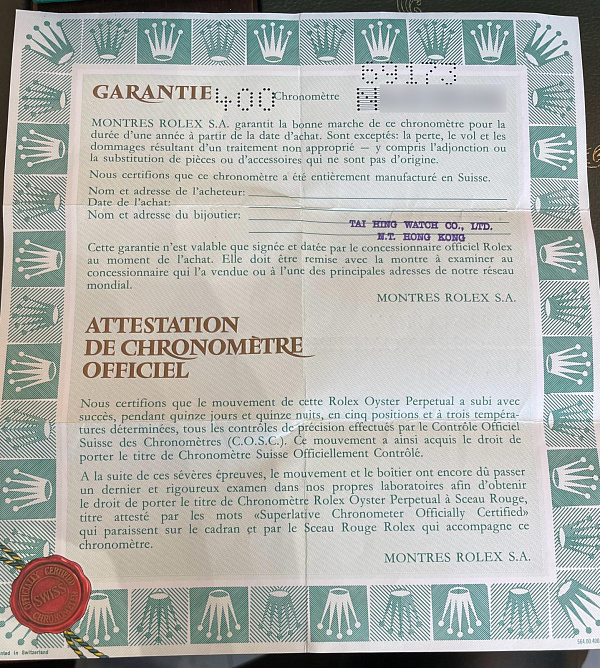 69173
GARANTIE 400 Chronomètre
MONTRES ROLEX S.A. garantit la bonne marche de ce chronomètre pour la
durée d'une année à partir de la date d'achat. Sont exceptés: la perte, le vol et les
dommages résultant d'un traitement non approprié – y compris l'adjonction ou
la substitution de pièces ou d'accessoires qui ne sont pas d'origine.
Nous certifions que ce chronomètre a été entièrement manufacturé en Suisse.
Nom et adresse de l'acheteur:
Date de l'achat:
Nom et adresse du bijoutier:
TAI HING WATCH CO., LTD.
N.T. HONG KONG
Cette garantie n'est valable que signée et datée par le concessionnaire officiel Rolex
au moment de l'achat. Elle doit être remise avec la montre à examiner au
concessionnaire qui l'a vendue ou à l'une des principales adresses de notre réseau
mondial.
MONTRES ROLEX S.A.
ATTESTATION
DE CHRONOMÈTRE
OFFICIEL
Nous certifions que le mouvement de cette Rolex Oyster Perpetual a subi avec
succès, pendant quinze jours et quinze nuits, en cinq positions et à trois tempéra-
tures déterminées, tous les contrôles de précision effectués par le Contrôle Officiel
Suisse des Chronomètres (C.O.S.C.). Ce mouvement a ainsi acquis le droit de
porter le titre de Chronomètre Suisse Officiellement Contrôlé.
A la suite de ces sévères épreuves, le mouvement et le boîtier ont encore dû passer
un dernier et rigoureux examen dans nos propres laboratoires afin d'obtenir
le droit de porter le titre de Chronomètre Rolex Oyster Perpetual à Sceau Rouge,
titre attesté par les mots «Superlative Chronometer Officially Certified»
qui paraissent sur le cadran et par le Sceau Rouge Rolex qui accompagne ce
chronomètre.
MONTRES ROLEX S.A.
OFFICIALLY CERTIFIED
SWISS
CHRONOMETER
in Switzerland